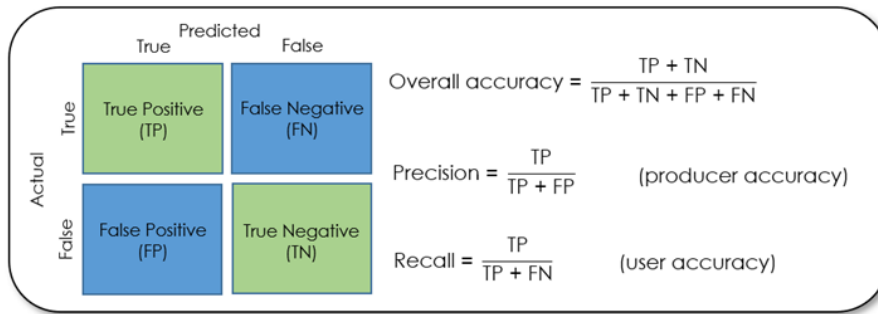 Predicted
True False
Actual
True
True Positive
(TP)
False Negative
(FN)
False
False Positive
(FP)
True Negative
(TN)
Overall accuracy = TP + TN
TP + TN + FP + FN
Precision = TP
TP + FP
(producer accuracy)
Recall = TP
TP + FN
(user accuracy)